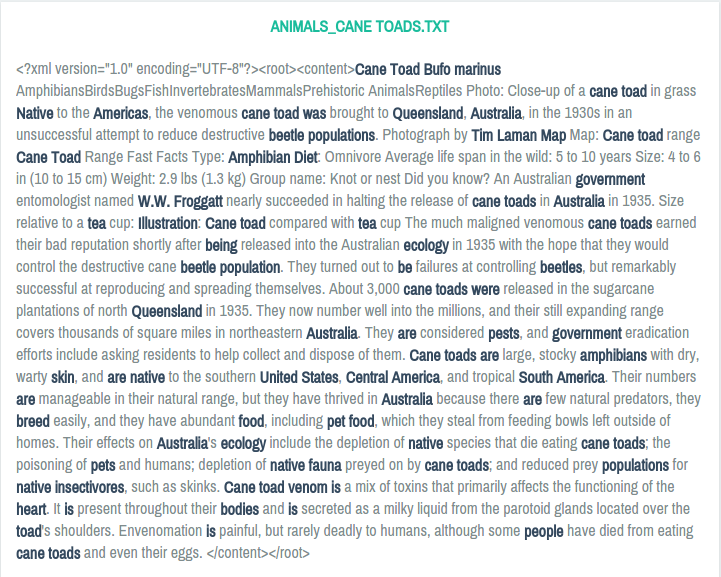 ANIMALS_CANE TOADS.TXT
<?xml version="1.0" encoding="UTF-8"?><root><content>Cane Toad Bufo marinus
AmphibiansBirdsBugsFishInvertebratesMammalsPrehistoric AnimalsReptiles Photo: Close-up of a cane toad in grass
Native to the Americas, the venomous cane toad was brought to Queensland, Australia, in the 1930s in an
unsuccessful attempt to reduce destructive beetle populations. Photograph by Tim Laman Map Map: Cane toad range
Cane Toad Range Fast Facts Type: Amphibian Diet: Omnivore Average life span in the wild: 5 to 10 years Size: 4 to 6
in (10 to 15 cm) Weight: 2.9 lbs (1.3 kg) Group name: Knot or nest Did you know? An Australian government
entomologist named W.W. Froggatt nearly succeeded in halting the release of cane toads in Australia in 1935. Size
relative to a tea cup: Illustration: Cane toad compared with tea cup The much maligned venomous cane toads earned
their bad reputation shortly after being released into the Australian ecology in 1935 with the hope that they would
control the destructive cane beetle population. They turned out to be failures at controlling beetles, but remarkably
successful at reproducing and spreading themselves. About 3,000 cane toads were released in the sugarcane
plantations of north Queensland in 1935. They now number well into the millions, and their still expanding range
covers thousands of square miles in northeastern Australia. They are considered pests, and government eradication
efforts include asking residents to help collect and dispose of them. Cane toads are large, stocky amphibians with dry,
warty skin, and are native to the southern United States, Central America, and tropical South America. Their numbers
are manageable in their natural range, but they have thrived in Australia because there are few natural predators, they
breed easily, and they have abundant food, including pet food, which they steal from feeding bowls left outside of
homes. Their effects on Australia's ecology include the depletion of native species that die eating cane toads; the
poisoning of pets and humans; depletion of native fauna preyed on by cane toads; and reduced prey populations for
native insectivores, such as skinks. Cane toad venom is a mix of toxins that primarily affects the functioning of the
heart. It is present throughout their bodies and is secreted as a milky liquid from the parotoid glands located over the
toad's shoulders. Envenomation is painful, but rarely deadly to humans, although some people have died from eating
cane toads and even their eggs. </content></root>